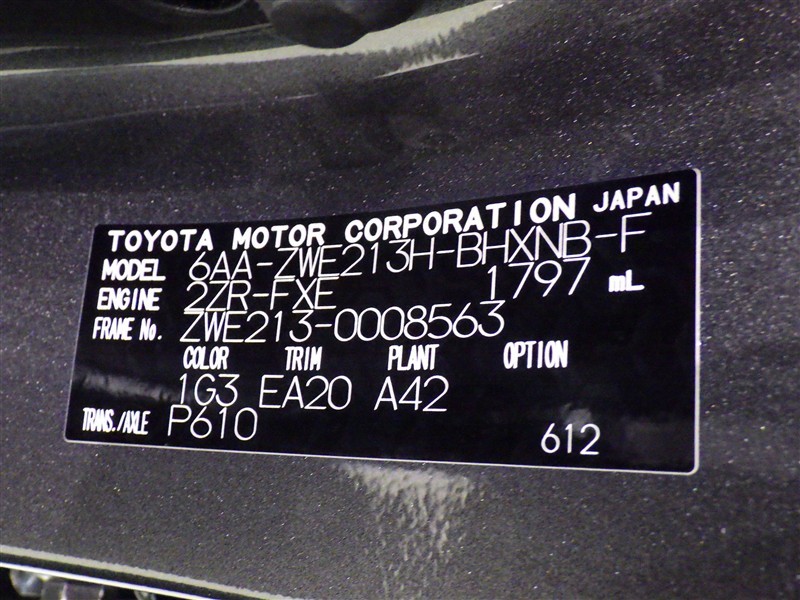 TOYOTA MOTOR CORPORATION JAPAN
MODEL 6AA-ZWE213H-BHXNB-F
ENGINE 2ZR-FXE 1797 mL
FRAME No. ZWE213-0008563
COLOR TRIM PLANT OPTION
1G3 EA20 A42
TRANS./AXLE P610
612